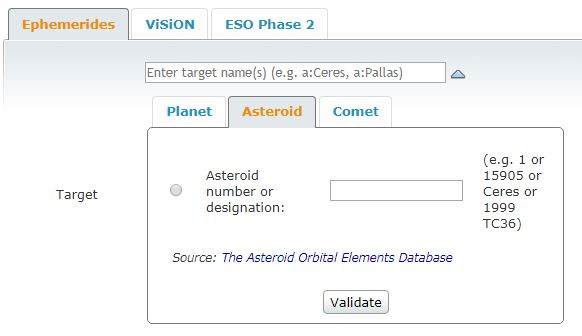 Ephemerides ViSiON ESO Phase 2
Enter target name(s) (e.g. a:Ceres, a:Pallas)
Planet Asteroid Comet
Target
Asteroid
number or
designation:
(e.g. 1 or
15905 or
Ceres or
1999
TC36)
Source: The Asteroid Orbital Elements Database
Validate